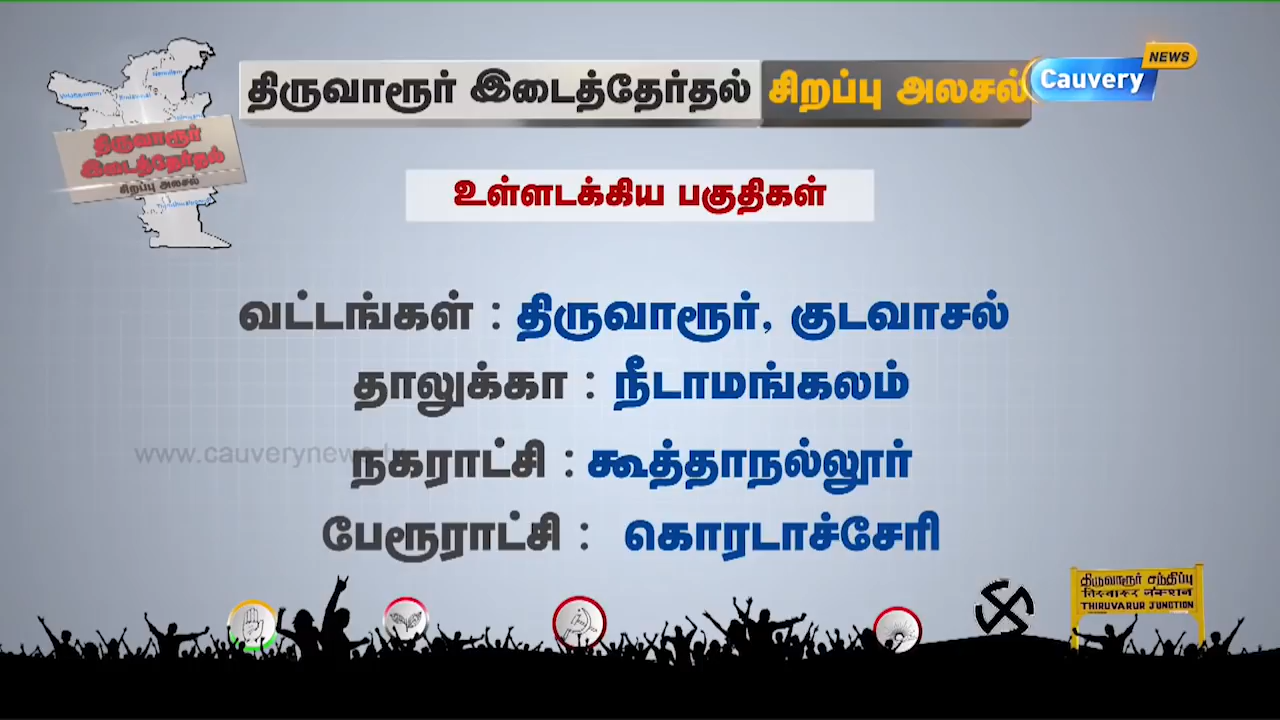 திருவாரூர் இடைத்தேர்தல் சிறப்பு அலசல்
Cauvery NEWS
திருவாரூர்
இடைத்தேர்தல்
சிறப்பு அலசல்
உள்ளடக்கிய பகுதிகள்
வட்டங்கள் : திருவாரூர், குடவாசல்
தாலுக்கா : நீடாமங்கலம்
www.cauverynews.tv
நகராட்சி : கூத்தாநல்லூர்
பேரூராட்சி : கொரடாச்சேரி
திருவாரூர் சந்திப்பு
THIRUVARUR JUNCTION